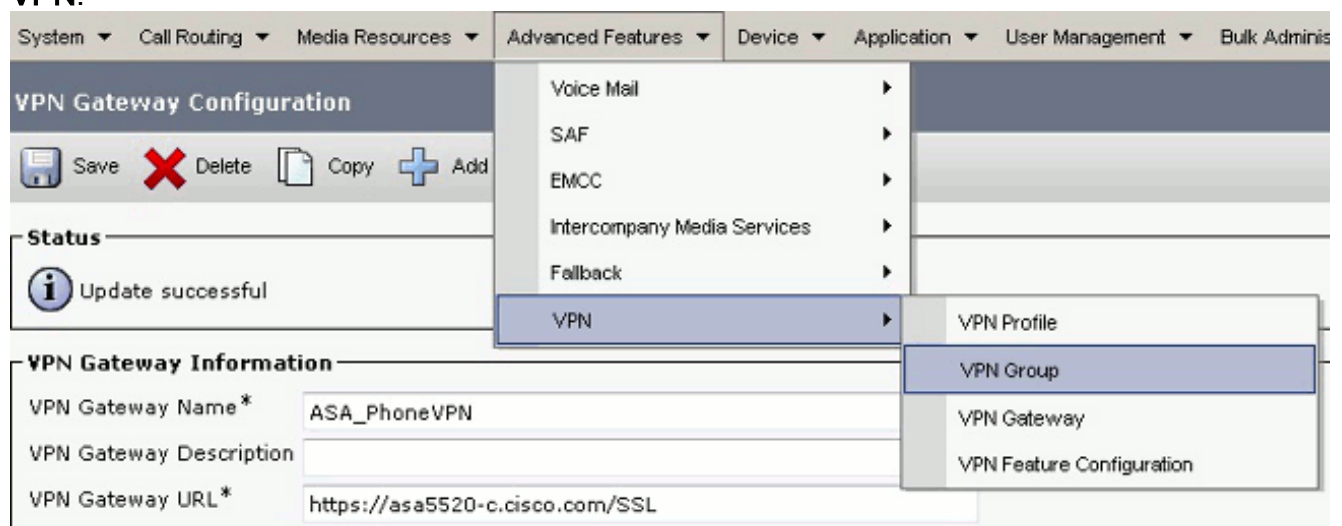 VPN.
System Call Routing Media Resources Advanced Features Device Application User Management Bulk Adminis
VPN Gateway Configuration
Voice Mail
SAF
Save Delete Copy Add
EMCC
Intercompany Media Services
Status
Fallback
Update successful
VPN
VPN Profile
VPN Gateway Information
VPN Group
VPN Gateway Name* ASA_PhoneVPN
VPN Gateway
VPN Gateway Description
VPN Feature Configuration
VPN Gateway URL* https://asa5520-c.cisco.com/SSL